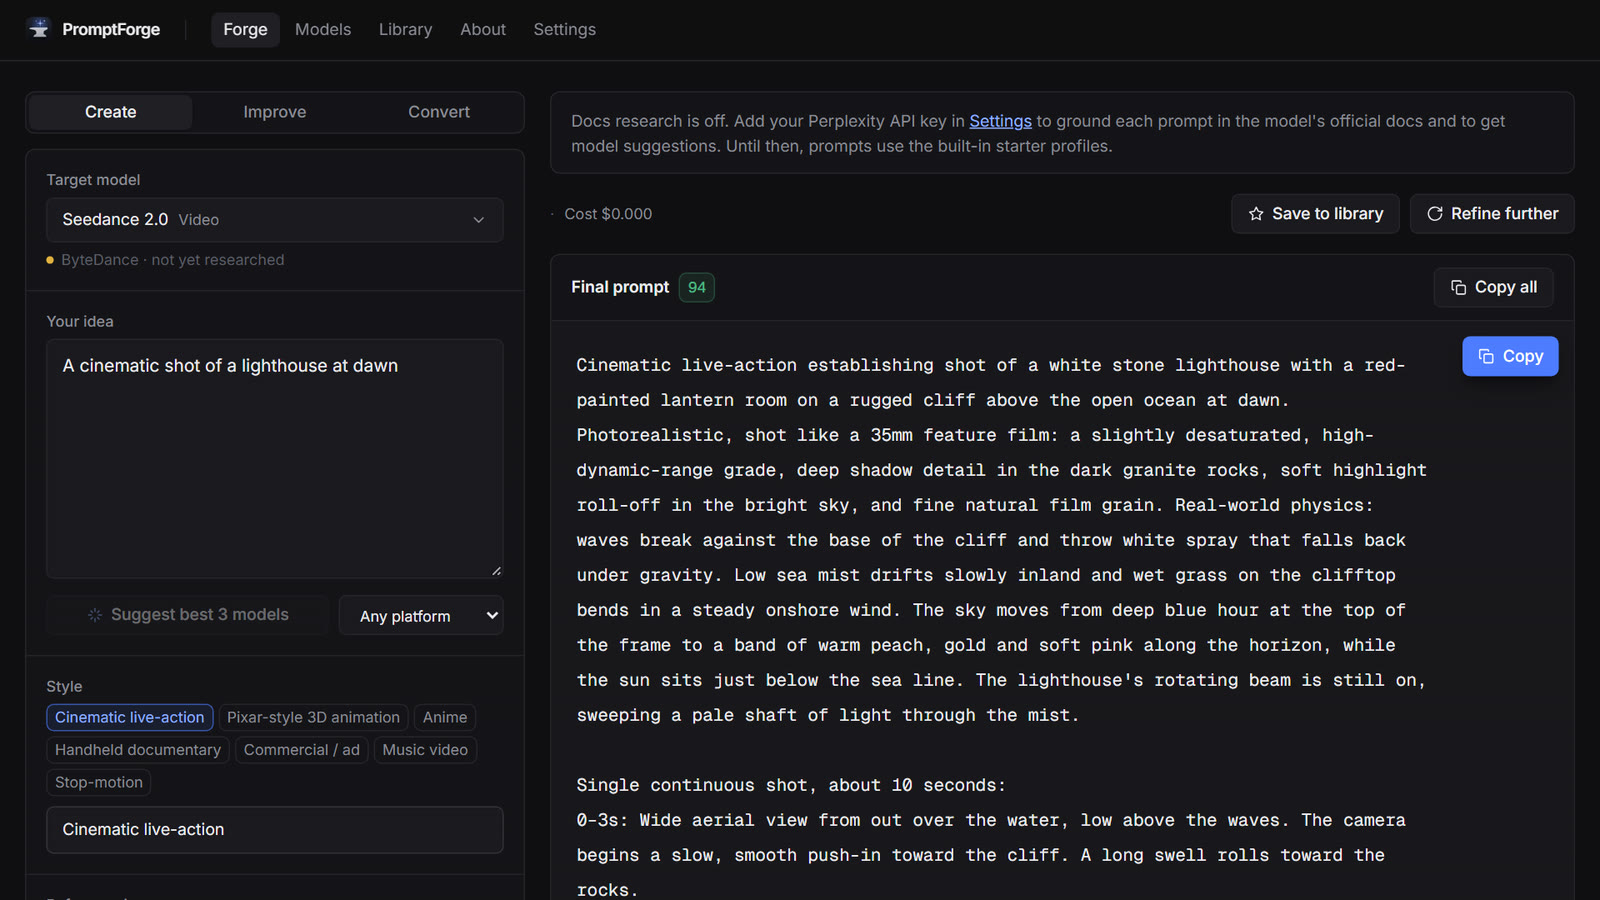 PromptForge
Forge
Models
Library
About
Settings
Create
Improve
Convert
Target model
Seedance 2.0 Video
ByteDance · not yet researched
Your idea
A cinematic shot of a lighthouse at dawn
Suggest best 3 models
Any platform
Style
Cinematic live-action
Pixar-style 3D animation
Anime
Handheld documentary
Commercial / ad
Music video
Stop-motion
Cinematic live-action
Docs research is off. Add your Perplexity API key in Settings to ground each prompt in the model's official docs and to get
model suggestions. Until then, prompts use the built-in starter profiles.
· Cost $0.000
Save to library
Refine further
Final prompt 94
Copy all
Copy
Cinematic live-action establishing shot of a white stone lighthouse with a red-
painted lantern room on a rugged cliff above the open ocean at dawn.
Photorealistic, shot like a 35mm feature film: a slightly desaturated, high-
dynamic-range grade, deep shadow detail in the dark granite rocks, soft highlight
roll-off in the bright sky, and fine natural film grain. Real-world physics:
waves break against the base of the cliff and throw white spray that falls back
under gravity. Low sea mist drifts slowly inland and wet grass on the clifftop
bends in a steady onshore wind. The sky moves from deep blue hour at the top of
the frame to a band of warm peach, gold and soft pink along the horizon, while
the sun sits just below the sea line. The lighthouse's rotating beam is still on,
sweeping a pale shaft of light through the mist.
Single continuous shot, about 10 seconds:
0-3s: Wide aerial view from out over the water, low above the waves. The camera
begins a slow, smooth push-in toward the cliff. A long swell rolls toward the
rocks.